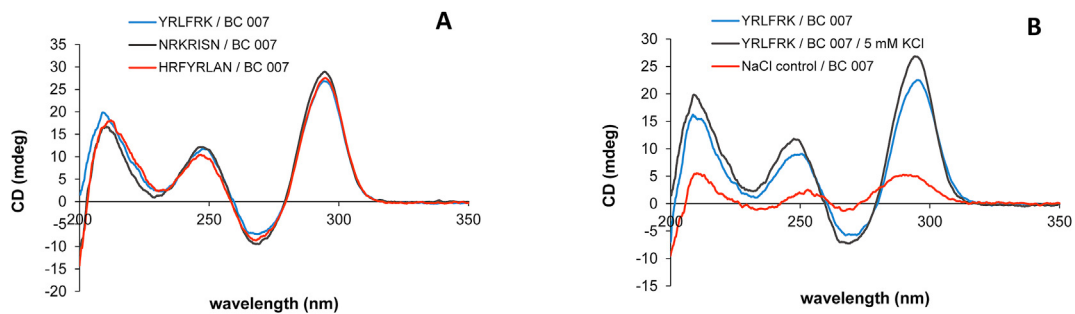 A
YRLFRK / BC 007
NRKRISN / BC 007
HRFYRLAN / BC 007
35
30
25
20
15
10
5
0
-5
-10
-15
-20
200 250 300 350
CD (mdeg)
wavelength (nm)
B
YRLFRK / BC 007
YRLFRK / BC 007 / 5 mM KCl
NaCl control / BC 007
35
30
25
20
15
10
5
0
-5
-10
-15
200 250 300 350
CD (mdeg)
wavelength (nm)